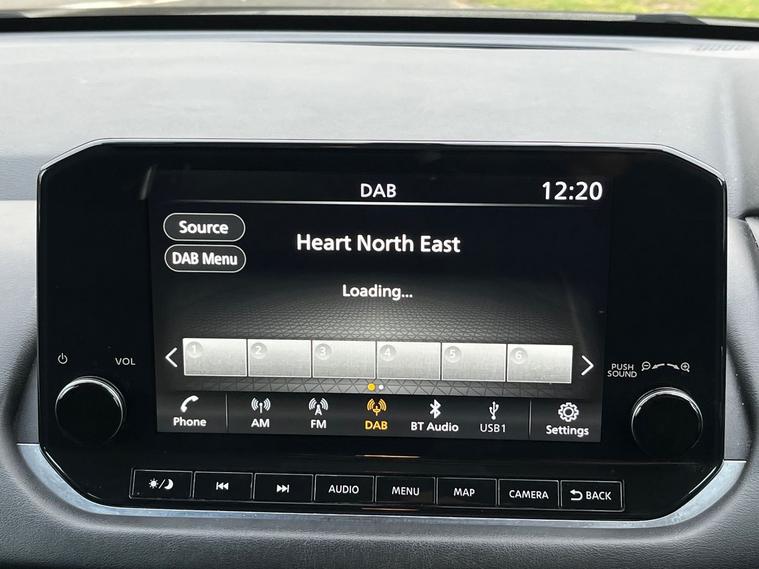 DAB
12:20
Source
DAB Menu
Heart North East
Loading...
1 2 3 4 5 6
VOL
PUSH SOUND
Phone
AM
FM
DAB
BT Audio
USB1
Settings
AUDIO
MENU
MAP
CAMERA
BACK